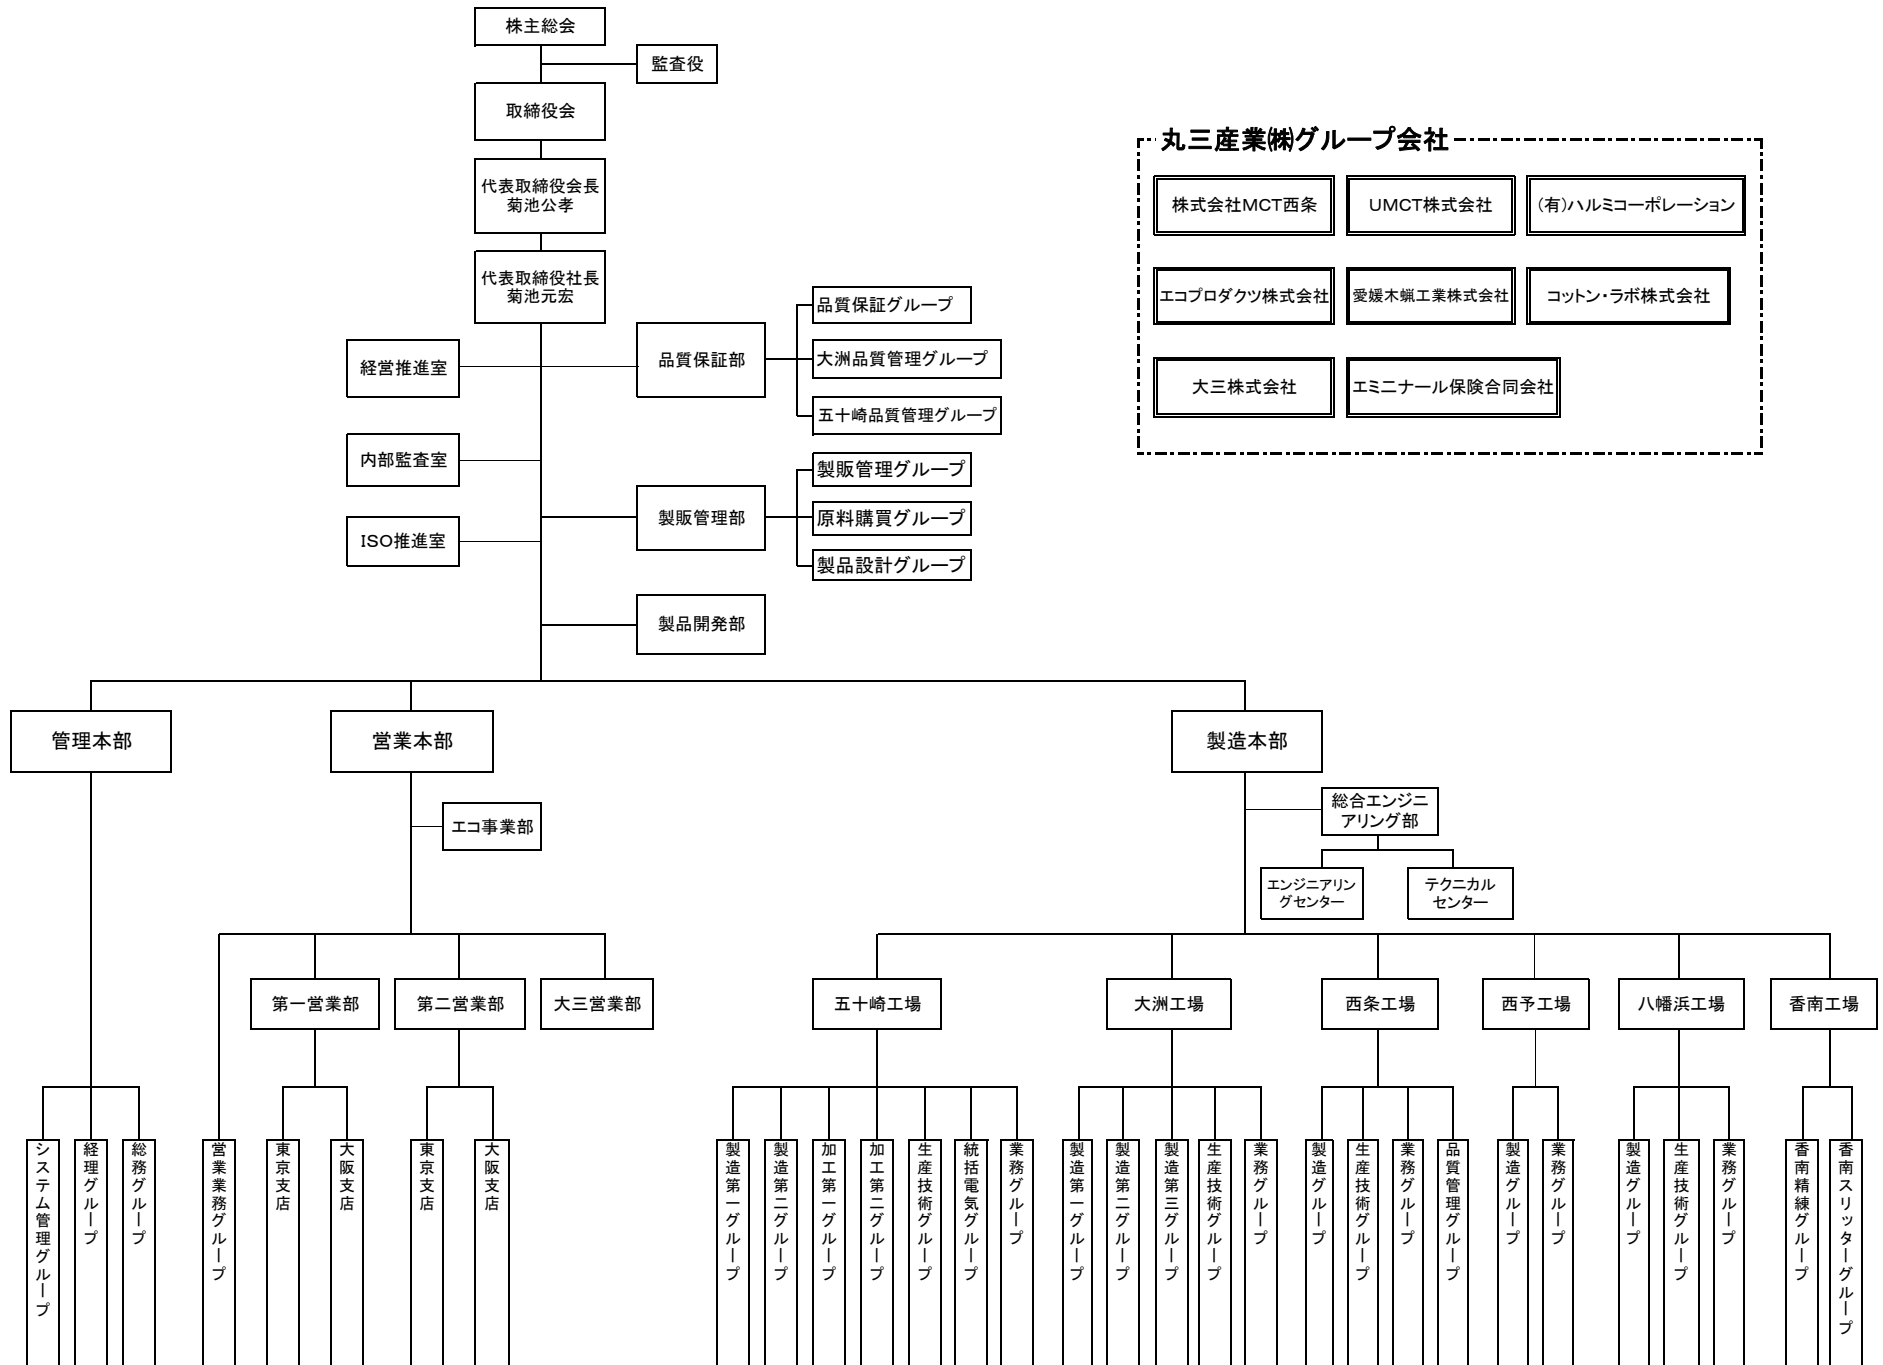 株主総会
監査役
取締役会
代表取締役会長
菊池公孝
代表取締役社長
菊池元宏
丸三産業㈱グループ会社
株式会社MCT西条
UMCT株式会社
(有)ハルミコーポレーション
エコプロダクツ株式会社
愛媛木蝋工業株式会社
コットン・ラボ株式会社
大三株式会社
エミニナール保険合同会社
経営推進室
内部監査室
ISO推進室
品質保証部
品質保証グループ
大洲品質管理グループ
五十崎品質管理グループ
製販管理部
製販管理グループ
原料購買グループ
製品設計グループ
製品開発部
管理本部
営業本部
製造本部
エコ事業部
総合エンジニ
アリング部
エンジニアリン
グセンター
テクニカル
センター
第一営業部
第二営業部
大三営業部
五十崎工場
大洲工場
西条工場
西予工場
八幡浜工場
香南工場
システム管理グループ
経理グループ
総務グループ
営業業務グループ
東京支店
大阪支店
東京支店
大阪支店
製造第一グループ
製造第二グループ
加工第一グループ
加工第二グループ
生産技術グループ
統括電気グループ
業務グループ
製造第一グループ
製造第二グループ
製造第三グループ
生産技術グループ
業務グループ
製造グループ
生産技術グループ
業務グループ
品質管理グループ
製造グループ
業務グループ
製造グループ
生産技術グループ
業務グループ
香南精練グループ
香南スリッターグループ